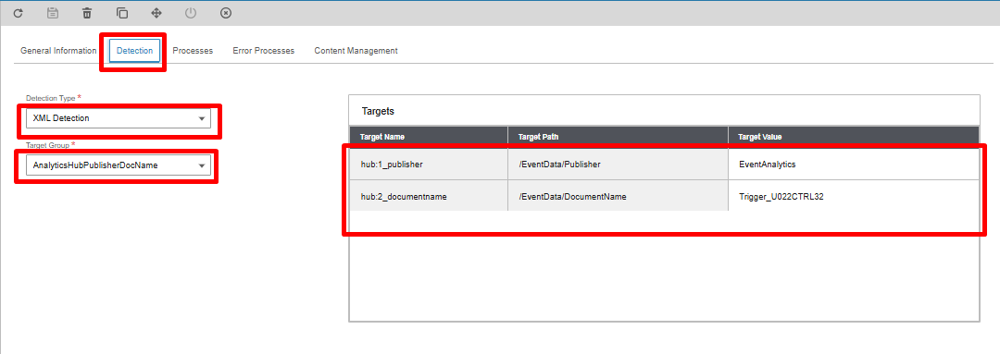 General Information Detection Processes Error Processes Content Management
Detection Type *
XML Detection
Target Group *
AnalyticsHubPublisherDocName
Targets
Target Name Target Path Target Value
hub:1_publisher /EventData/Publisher EventAnalytics
hub:2_documentname /EventData/DocumentName Trigger_U022CTRL32